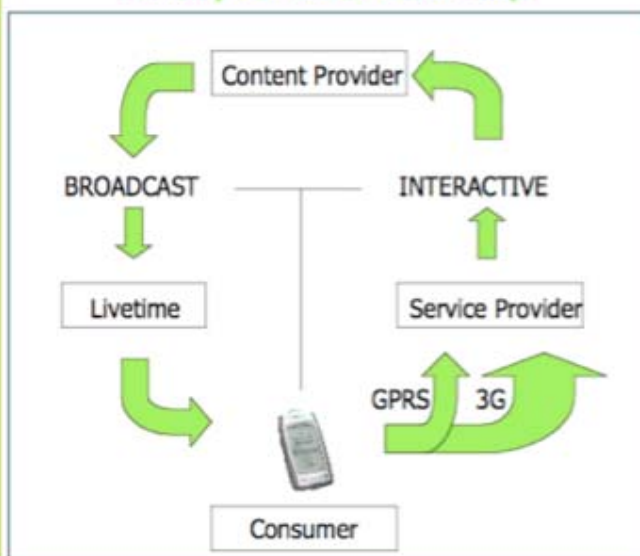 Content Provider
BROADCAST
INTERACTIVE
Livetime
Service Provider
GPRS
3G
Consumer